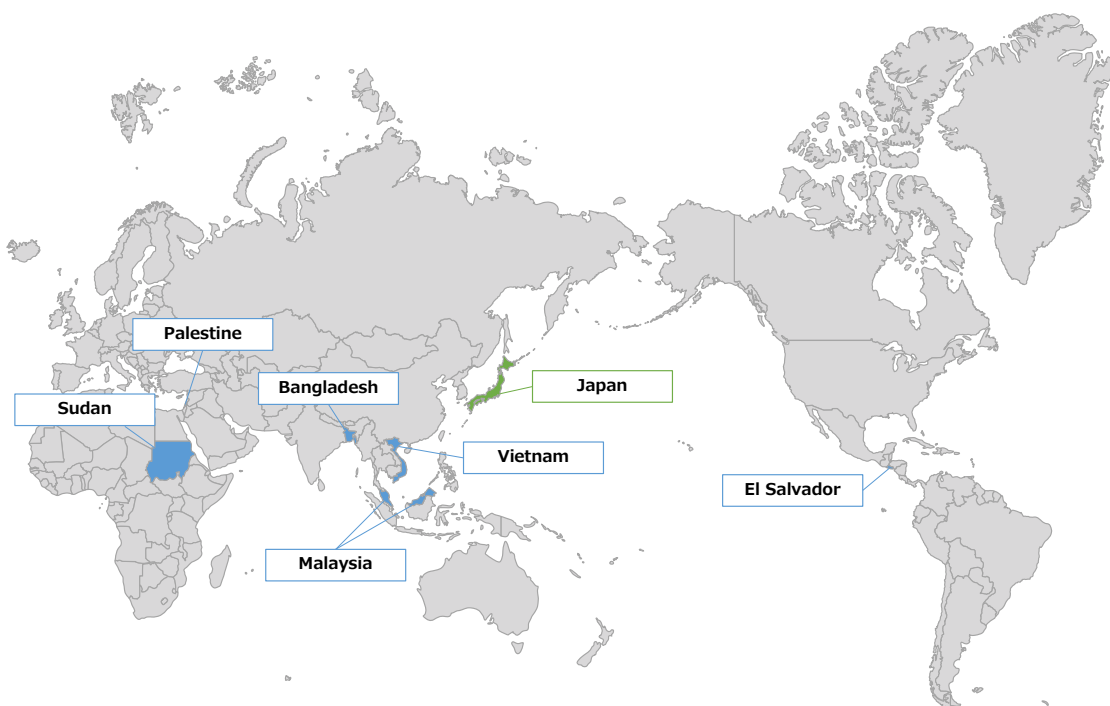 Palestine
Bangladesh
Japan
Sudan
Vietnam
El Salvador
Malaysia